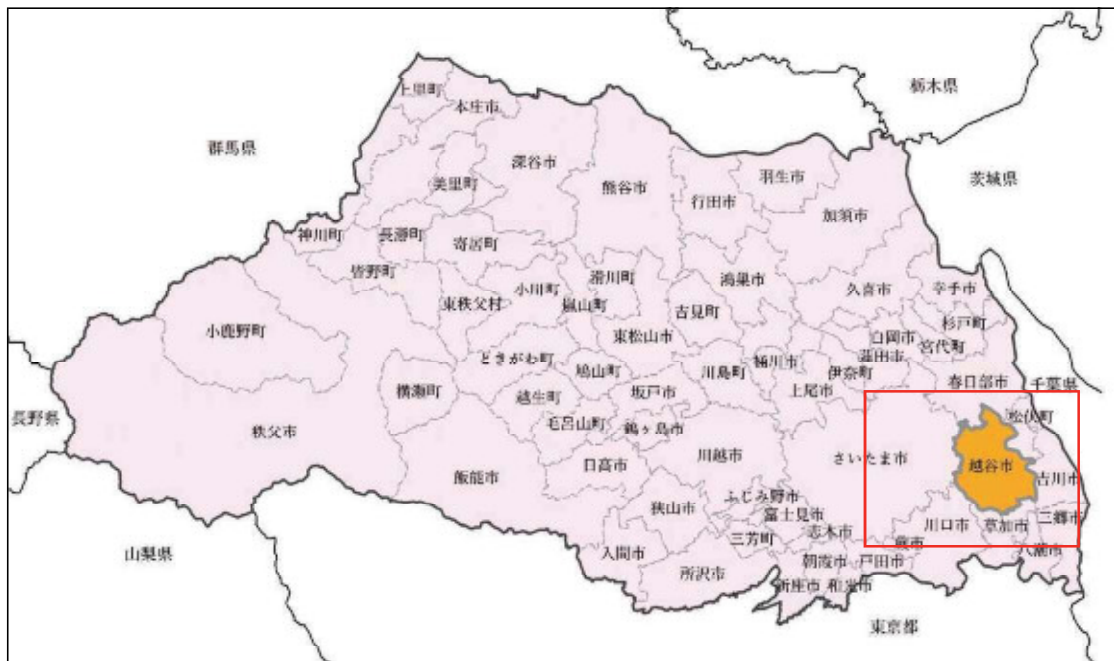 栃木県
上里町
本庄市
群馬県
深谷市
羽生市
茨城県
美里町
熊谷市
行田市
加須市
神川町
長瀞町
寄居町
皆野町
滑川町
鴻巣市
小川町
久喜市
幸手市
東秩父村
嵐山町
吉見町
小鹿野町
杉戸町
東松山市
白岡市
宮代町
ときがわ町
蓮田市
桶川市
鳩山町
川島町
伊奈町
春日部市
千葉県
横瀬町
越生町
坂戸市
上尾市
長野県
毛呂山町
鶴ヶ島市
松伏町
秩父市
川越市
さいたま市
日高市
越谷市
飯能市
吉川市
ふじみ野市
狭山市
富士見市
三郷市
川口市
草加市
志木市
三芳町
蕨市
山梨県
入間市
八潮市
朝霞市
戸田市
所沢市
新座市
和光市
東京都